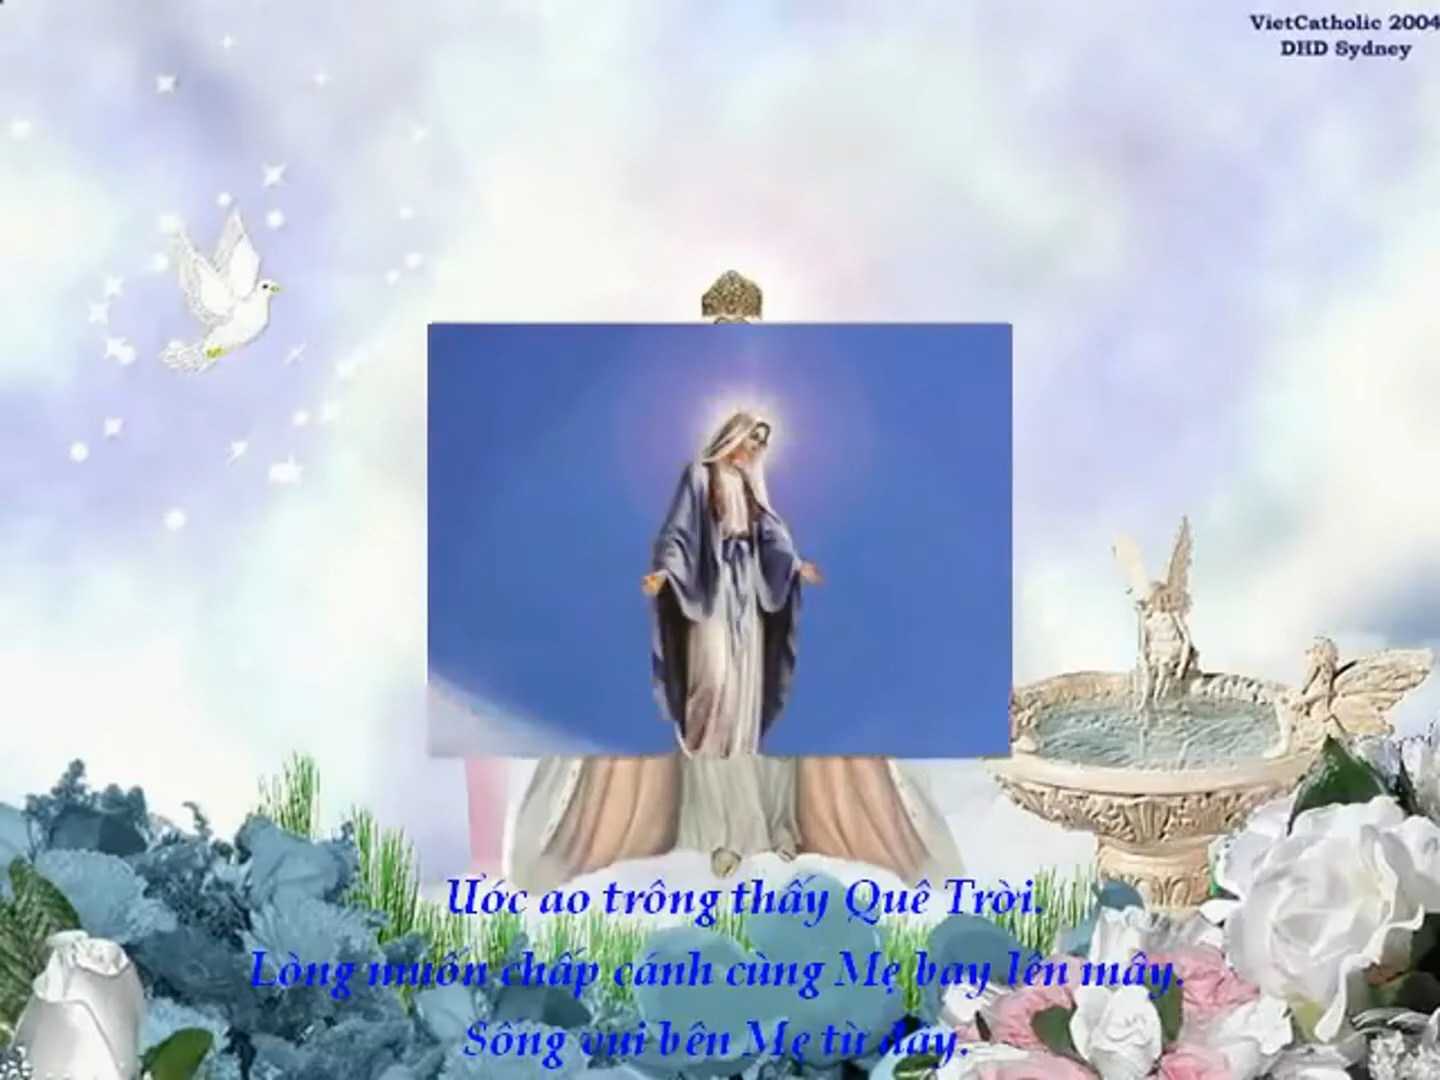 VietCatholic 2004
DHD Sydney
Ước ao trông thấy Quê Trời.
Lòng muốn chấp cánh cùng Mẹ bay lên mây.
Sống vui bên Mẹ từ đây.